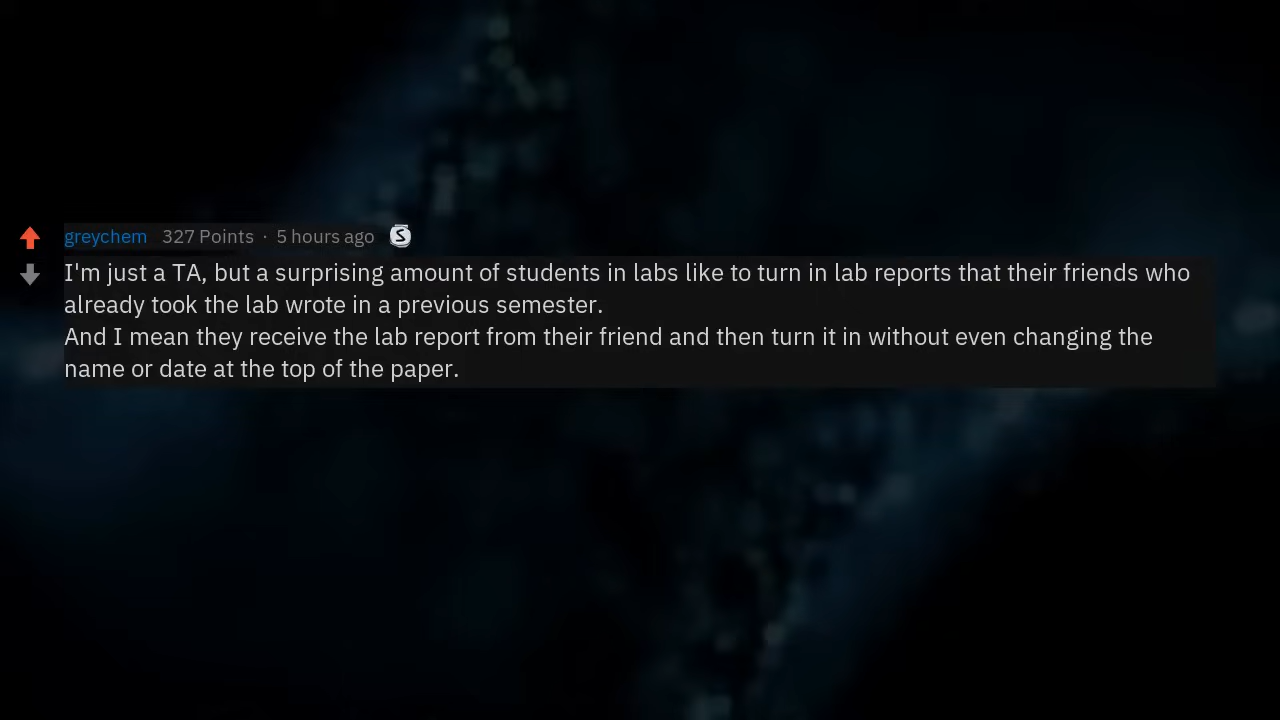 greychem 327 Points · 5 hours ago S
I'm just a TA, but a surprising amount of students in labs like to turn in lab reports that their friends who
already took the lab wrote in a previous semester.
And I mean they receive the lab report from their friend and then turn it in without even changing the
name or date at the top of the paper.